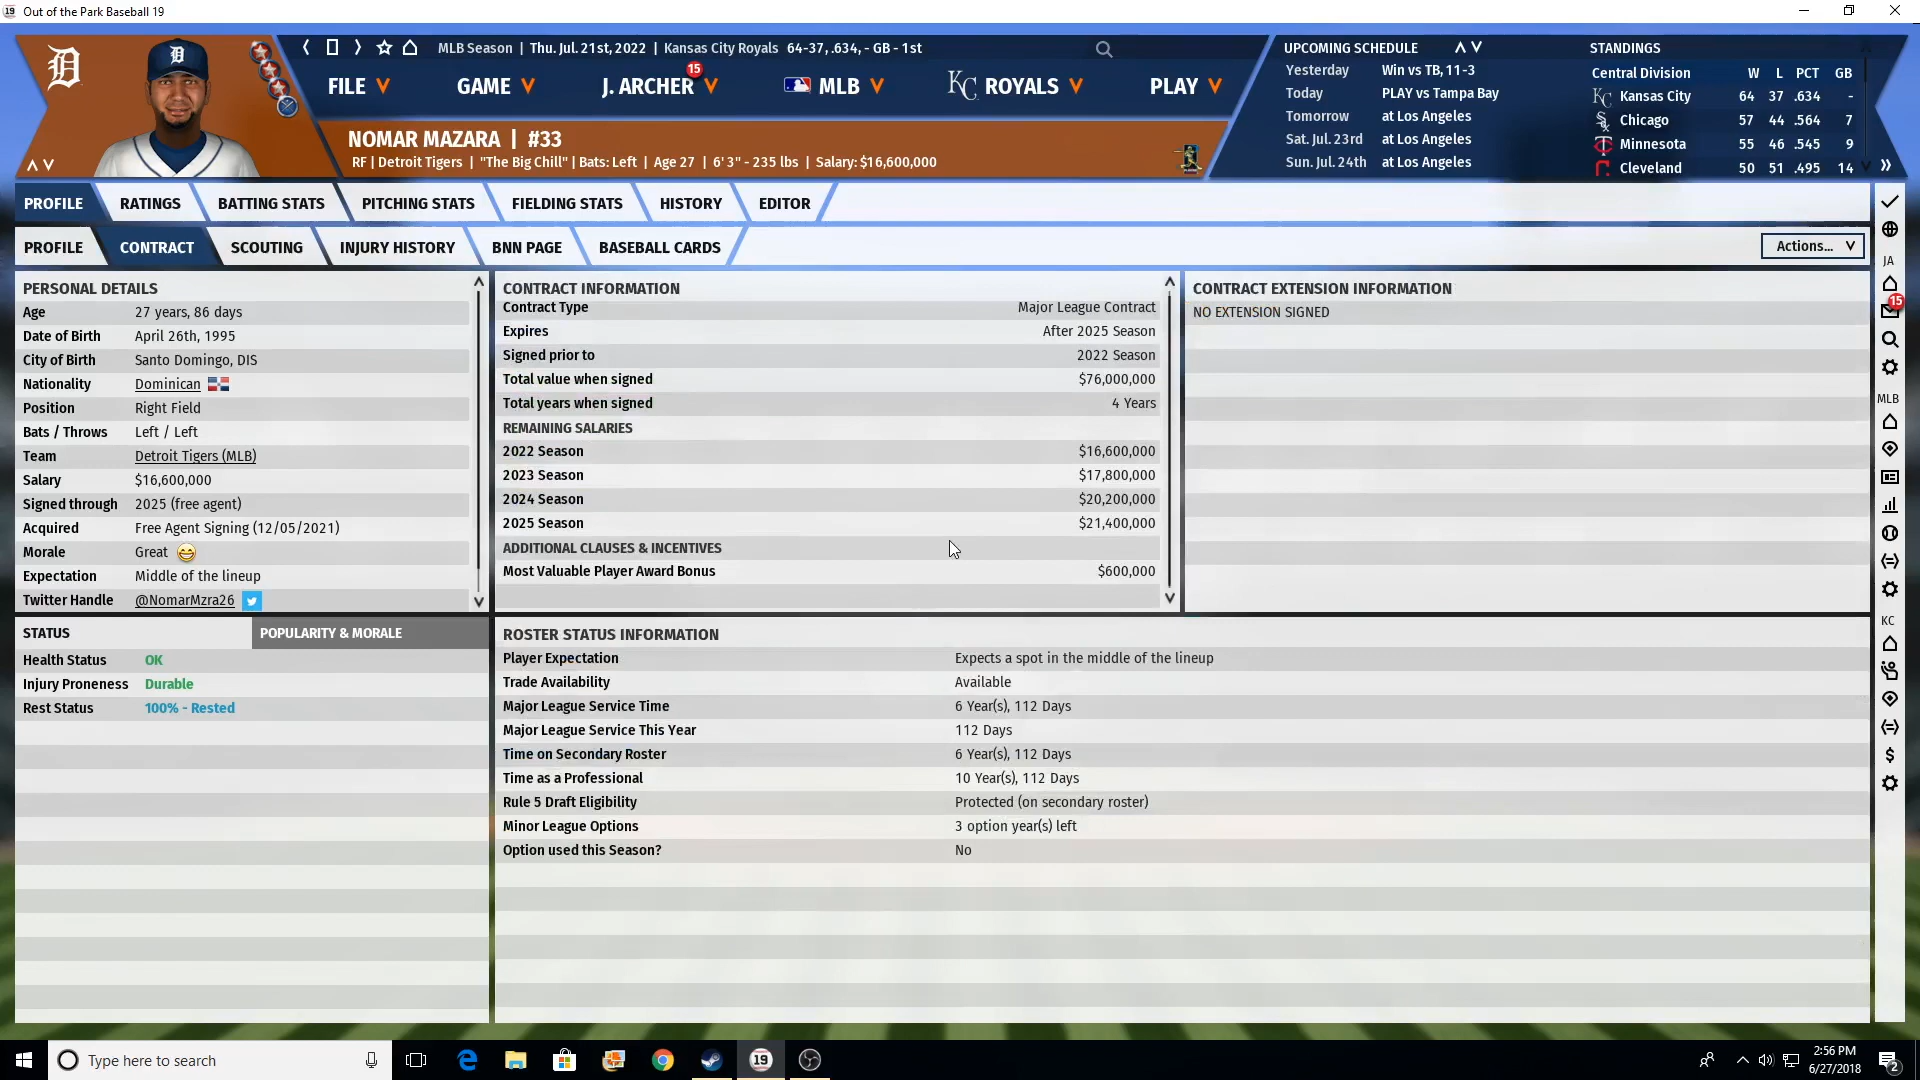 19 Out of the Park Baseball 19
MLB Season | Thu. Jul. 21st, 2022 | Kansas City Royals 64-37, .634, - GB - 1st
FILE GAME J. ARCHER 15 MLB KC ROYALS PLAY
NOMAR MAZARA | #33
RF | Detroit Tigers | "The Big Chill" | Bats: Left | Age 27 | 6' 3" - 235 lbs | Salary: $16,600,000
UPCOMING SCHEDULE
Yesterday Win vs TB, 11-3
Today PLAY vs Tampa Bay
Tomorrow at Los Angeles
Sat. Jul. 23rd at Los Angeles
Sun. Jul. 24th at Los Angeles
STANDINGS
Central Division W L PCT GB
Kansas City 64 37 .634 -
Chicago 57 44 .564 7
Minnesota 55 46 .545 9
Cleveland 50 51 .495 14
PROFILE RATINGS BATTING STATS PITCHING STATS FIELDING STATS HISTORY EDITOR
PROFILE CONTRACT SCOUTING INJURY HISTORY BNN PAGE BASEBALL CARDS
Actions...
PERSONAL DETAILS
Age 27 years, 86 days
Date of Birth April 26th, 1995
City of Birth Santo Domingo, DIS
Nationality Dominican
Position Right Field
Bats / Throws Left / Left
Team Detroit Tigers (MLB)
Salary $16,600,000
Signed through 2025 (free agent)
Acquired Free Agent Signing (12/05/2021)
Morale Great
Expectation Middle of the lineup
Twitter Handle @NomarMzra26
CONTRACT INFORMATION
Contract Type Major League Contract
Expires After 2025 Season
Signed prior to 2022 Season
Total value when signed $76,000,000
Total years when signed 4 Years
REMAINING SALARIES
2022 Season $16,600,000
2023 Season $17,800,000
2024 Season $20,200,000
2025 Season $21,400,000
ADDITIONAL CLAUSES & INCENTIVES
Most Valuable Player Award Bonus $600,000
CONTRACT EXTENSION INFORMATION
NO EXTENSION SIGNED
STATUS POPULARITY & MORALE
Health Status OK
Injury Proneness Durable
Rest Status 100% - Rested
ROSTER STATUS INFORMATION
Player Expectation Expects a spot in the middle of the lineup
Trade Availability Available
Major League Service Time 6 Year(s), 112 Days
Major League Service This Year 112 Days
Time on Secondary Roster 6 Year(s), 112 Days
Time as a Professional 10 Year(s), 112 Days
Rule 5 Draft Eligibility Protected (on secondary roster)
Minor League Options 3 option year(s) left
Option used this Season? No
JA
15
MLB
KC
$
Type here to search
19
2:56 PM
6/27/2018
2